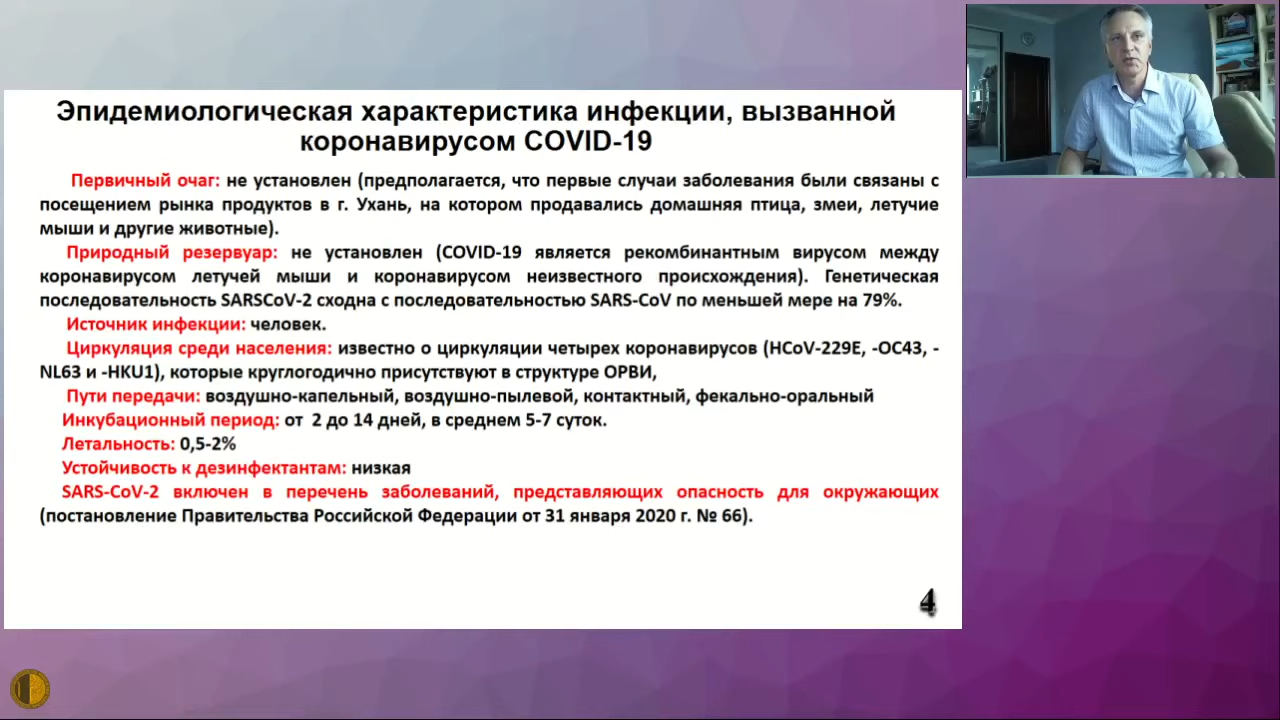 Эпидемиологическая характеристика инфекции, вызванной
коронавирусом COVID-19
Первичный очаг: не установлен (предполагается, что первые случаи заболевания были связаны с
посещением рынка продуктов в г. Ухань, на котором продавались домашняя птица, змеи, летучие
мыши и другие животные).
Природный резервуар: не установлен (COVID-19 является рекомбинантным вирусом между
коронавирусом летучей мыши и коронавирусом неизвестного происхождения). Генетическая
последовательность SARSCoV-2 сходна с последовательностью SARS-CoV по меньшей мере на 79%.
Источник инфекции: человек.
Циркуляция среди населения: известно о циркуляции четырех коронавирусов (HCoV-229E, -OC43, -
NL63 и -HKU1), которые круглогодично присутствуют в структуре ОРВИ,
Пути передачи: воздушно-капельный, воздушно-пылевой, контактный, фекально-оральный
Инкубационный период: от 2 до 14 дней, в среднем 5-7 суток.
Летальность: 0,5-2%
Устойчивость к дезинфектантам: низкая
SARS-CoV-2 включен в перечень заболеваний, представляющих опасность для окружающих
(постановление Правительства Российской Федерации от 31 января 2020 г. № 66).
4